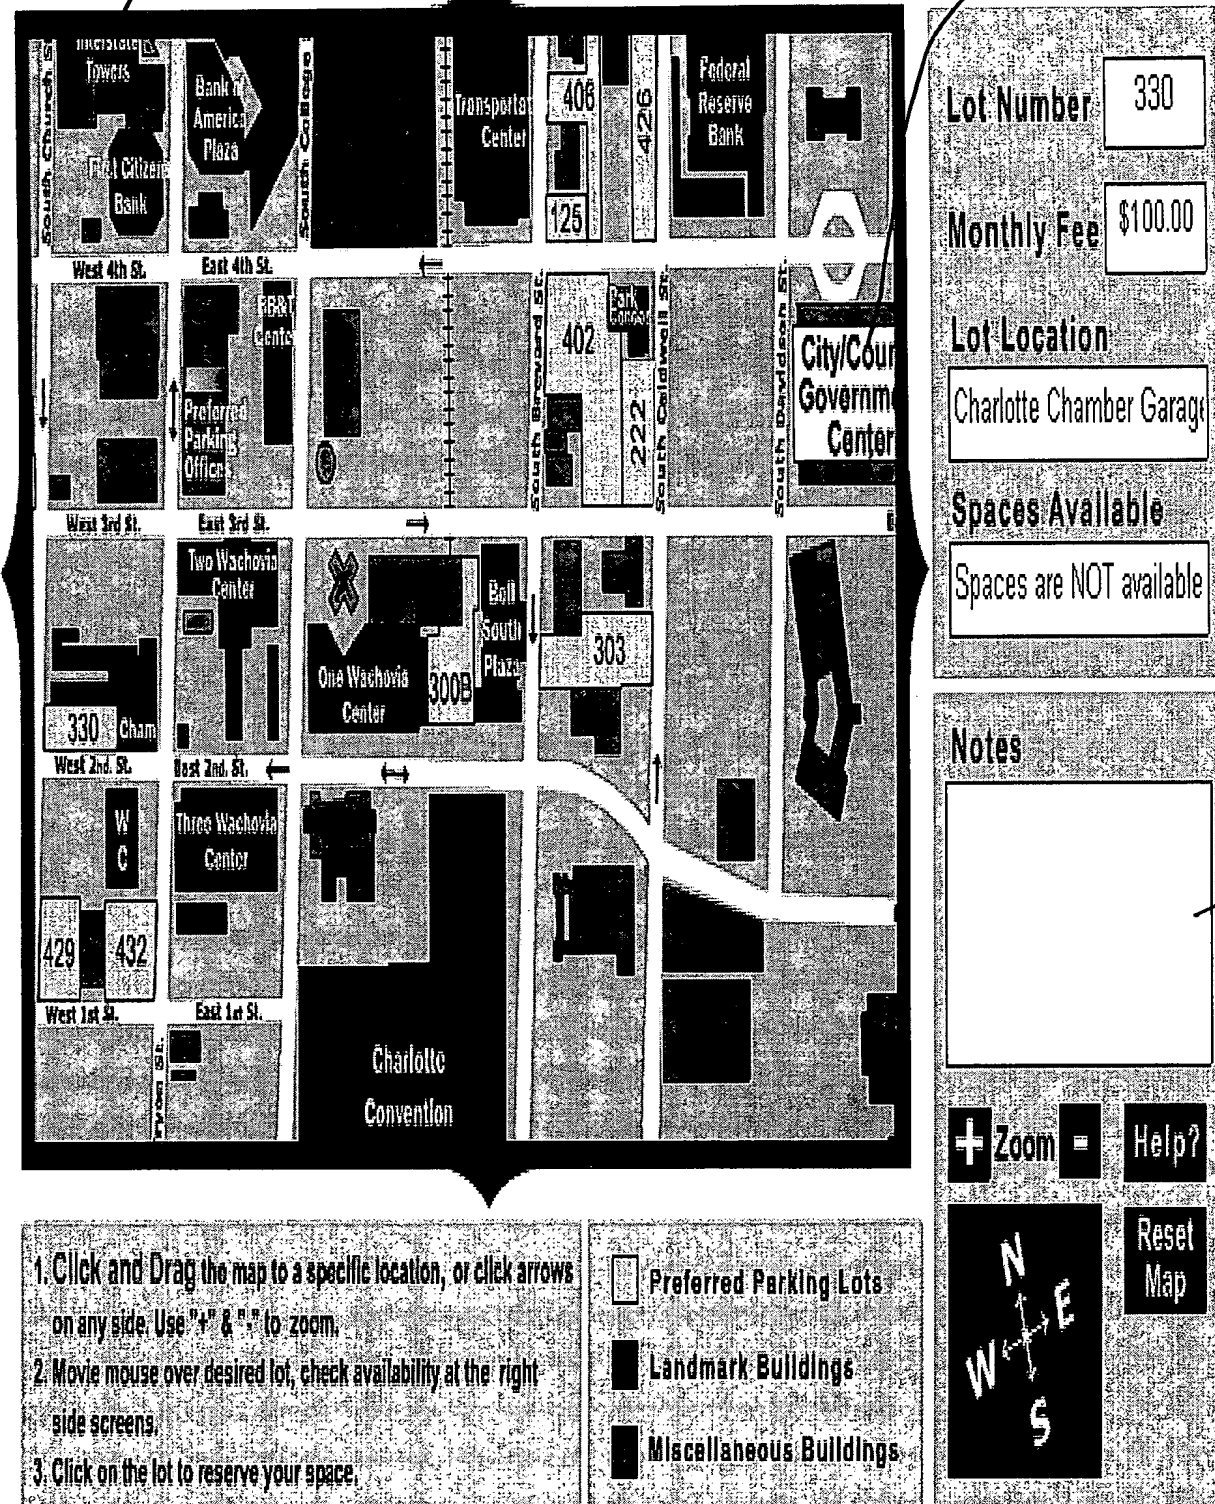 Interstate
Towers
Bank of
America
Plaza
First Citizens
Bank
South Church S
South College
Transportat
Center
406
426
125
Federal
Reserve
Bank
West 4th St.
East 4th St.
BB&T
Cente
Preferred
Parking
Offices
South Brevard St.
402
222
Park
South Caldwell St.
South Davidson St.
City/Coun
Governme
Center
West 3rd St.
East 3rd St.
Two Wachovia
Center
One Wachovia
Center
300B
Bell
South
Plaza
303
330
Cham
West 2nd. St.
East 2nd. St.
W
C
Three Wachovia
Center
429
432
West 1st St.
East 1st St.
ryon St.
Charlotte
Convention
Lot Number
330
Monthly Fee
$100.00
Lot Location
Charlotte Chamber Garage
Spaces Available
Spaces are NOT available
Notes
+ Zoom -
Help?
Reset
Map
N
E
W
S
1. Click and Drag the map to a specific location, or click arrows
on any side. Use "+" & "-" to zoom.
2. Movie mouse over desired lot, check availability at the right
side screens.
3. Click on the lot to reserve your space.
Preferred Parking Lots
Landmark Buildings
Miscellaneous Buildings